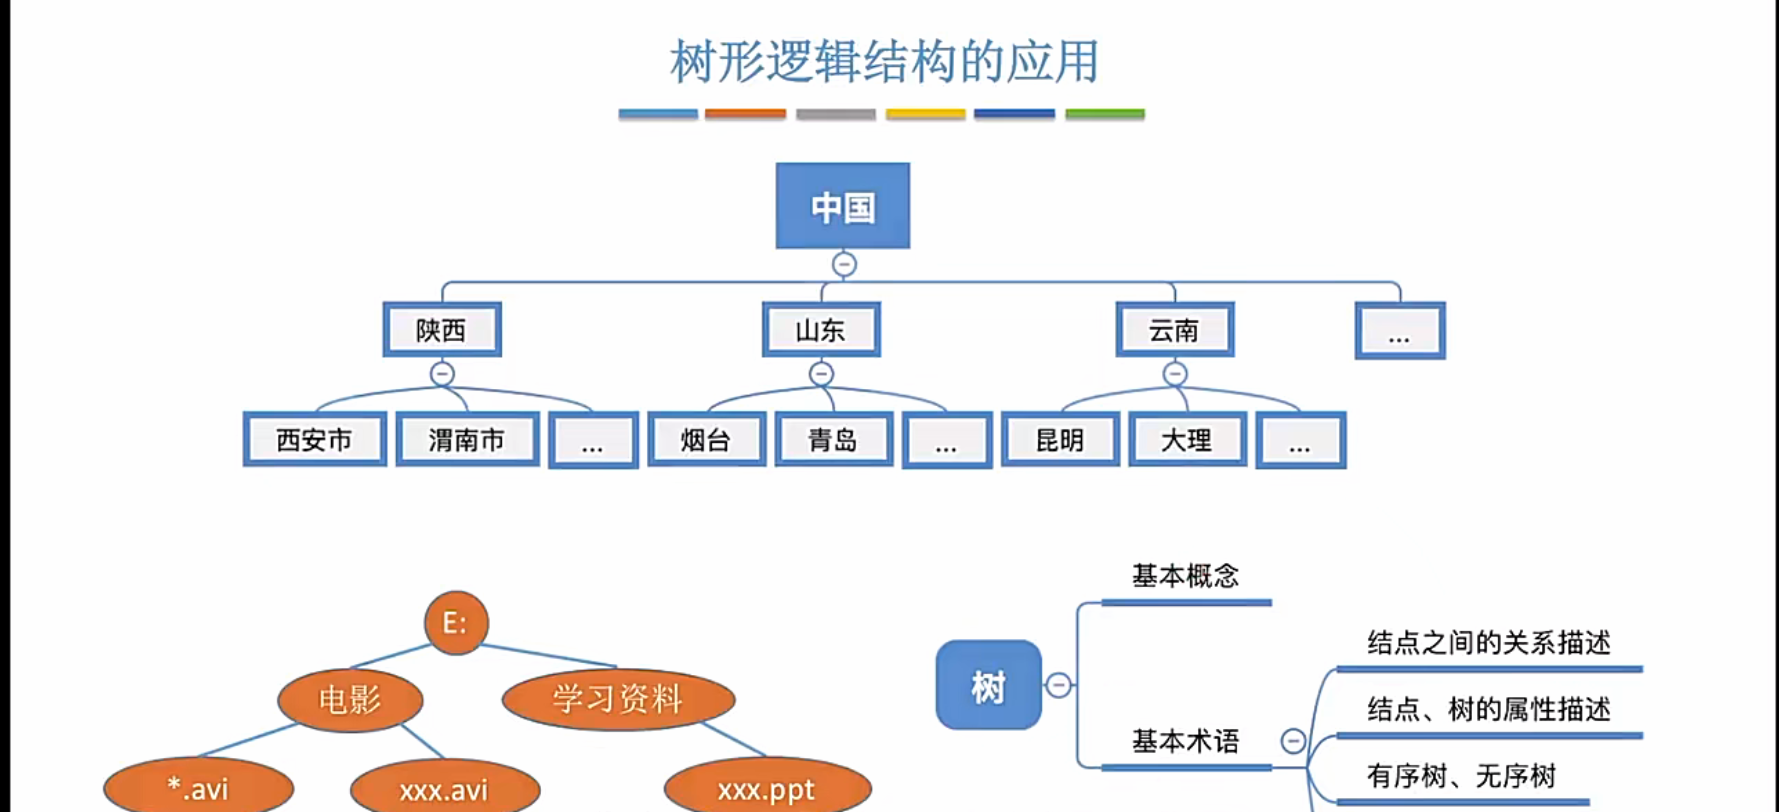 树形逻辑结构的应用
中国
陕西
山东
云南
...
西安市
渭南市
...
烟台
青岛
...
昆明
大理
...
E:
电影
学习资料
*.avi
xxx.avi
xxx.ppt
树
基本概念
基本术语
结点之间的关系描述
结点、树的属性描述
有序树、无序树